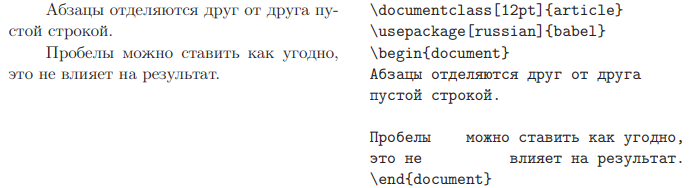 Абзацы отделяются друг от друга пу-
стой строкой.
Пробелы можно ставить как угодно,
это не влияет на результат.
\documentclass[12pt]{article}
\usepackage[russian]{babel}
\begin{document}
Абзацы отделяются друг от друга
пустой строкой.

Пробелы    можно ставить как угодно,
это не          влияет на результат.
\end{document}